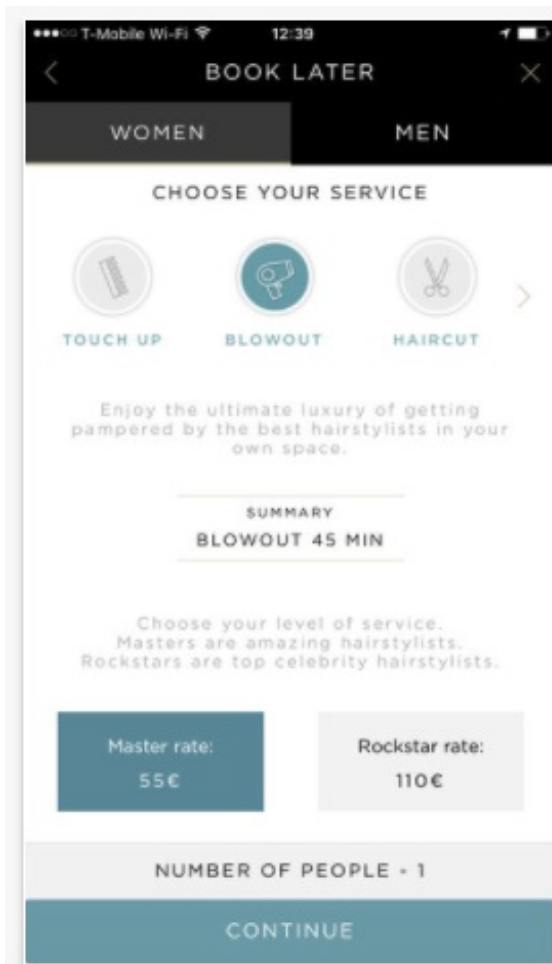 T-Mobile Wi-Fi 12:39
BOOK LATER
WOMEN MEN
CHOOSE YOUR SERVICE
TOUCH UP BLOWOUT HAIRCUT
Enjoy the ultimate luxury of getting
pampered by the best hairstylists in your
own space.
SUMMARY
BLOWOUT 45 MIN
Choose your level of service.
Masters are amazing hairstylists.
Rockstars are top celebrity hairstylists.
Master rate: Rockstar rate:
55€ 110€
NUMBER OF PEOPLE - 1
CONTINUE